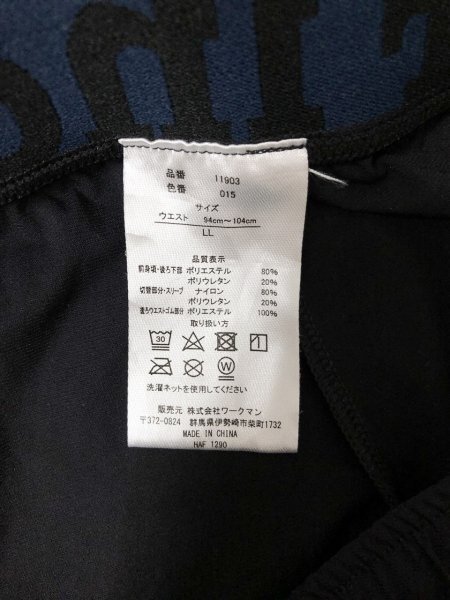 品番 11903
色番 015
サイズ
ウエスト 94cm～104cm
LL
品質表示
前身頃・後ろ下部 ポリエステル 80%
ポリウレタン 20%
切替部分・スリーブ ナイロン 80%
ポリウレタン 20%
後ろウエストゴム部分 ポリエステル 100%
取り扱い方
30
W
洗濯ネットを使用してください
販売元 株式会社ワークマン
〒372-0824 群馬県伊勢崎市柴町1732
MADE IN CHINA
HAF 1290